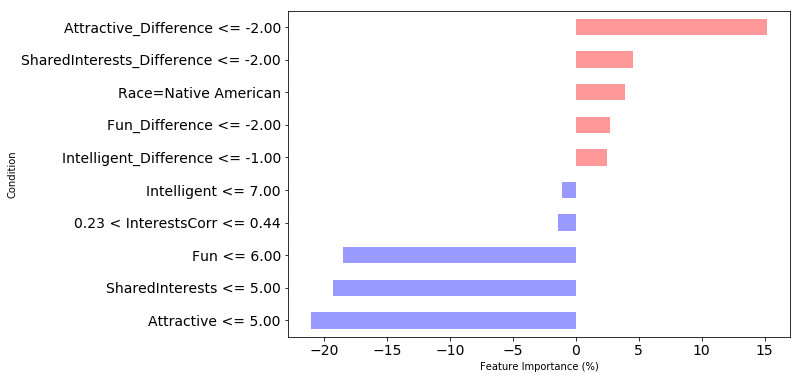 Attractive_Difference <= -2.00
SharedInterests_Difference <= -2.00
Race=Native American
Fun_Difference <= -2.00
Intelligent_Difference <= -1.00
Intelligent <= 7.00
0.23 < InterestsCorr <= 0.44
Fun <= 6.00
SharedInterests <= 5.00
Attractive <= 5.00
Condition
−20 −15 −10 −5 0 5 10 15
Feature Importance (%)